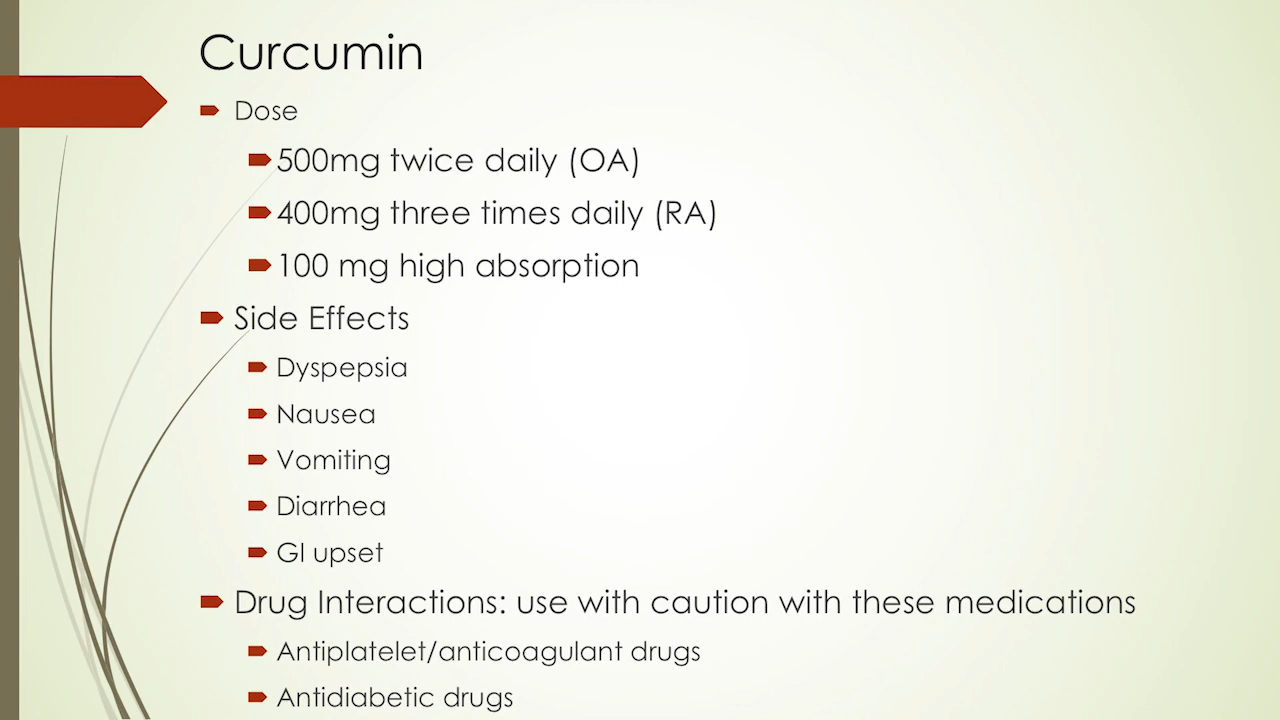 Curcumin
Dose
500mg twice daily (OA)
400mg three times daily (RA)
100 mg high absorption
Side Effects
Dyspepsia
Nausea
Vomiting
Diarrhea
GI upset
Drug Interactions: use with caution with these medications
Antiplatelet/anticoagulant drugs
Antidiabetic drugs